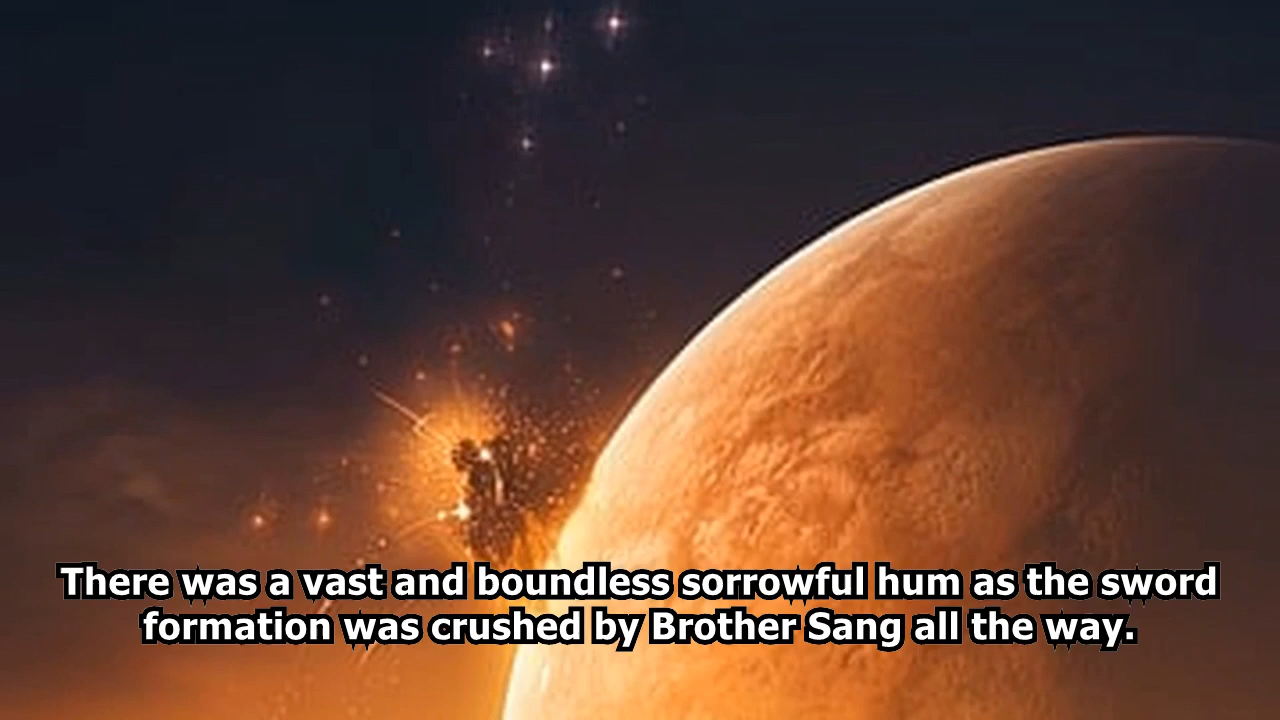 There was a vast and boundless sorrowful hum as the sword
formation was crushed by Brother Sang all the way.